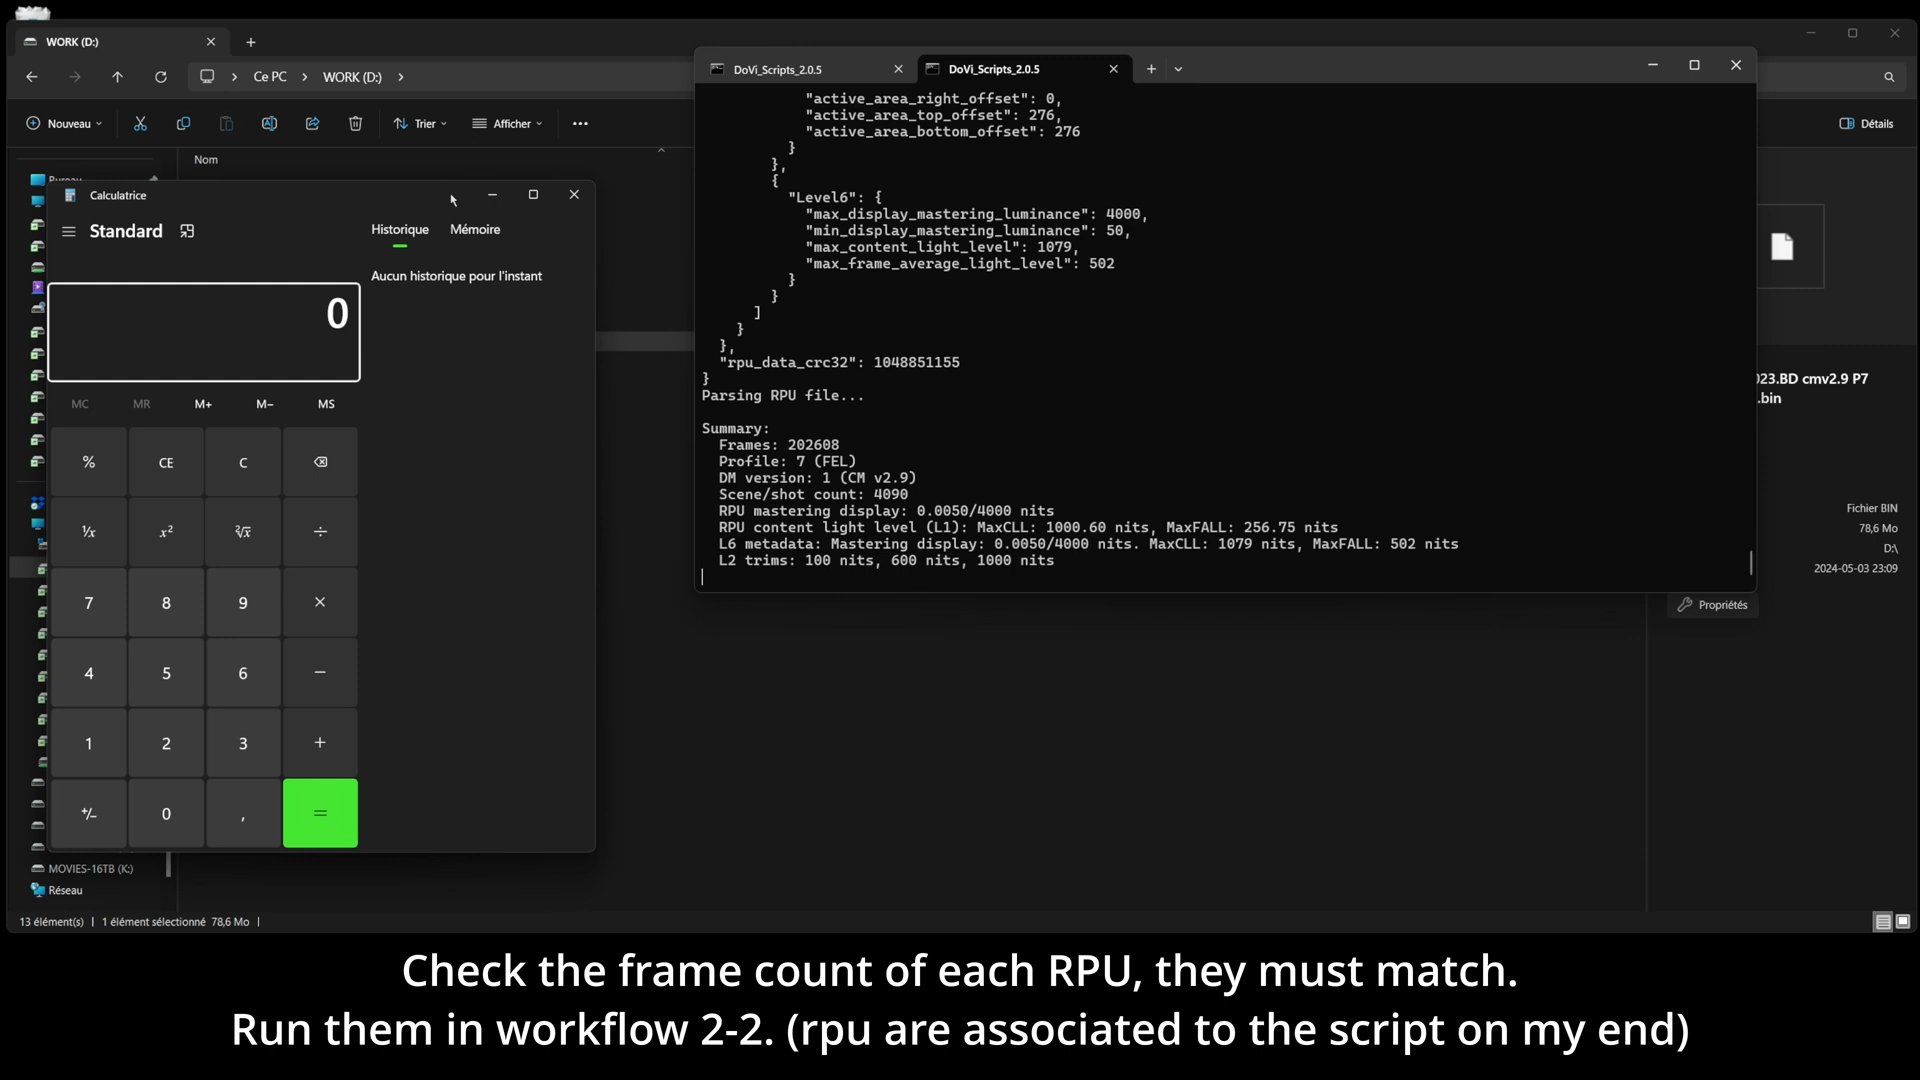 WORK (D:)
Ce PC
WORK (D:)
Nouveau
Trier
Afficher
Détails
Nom
DoVi_Scripts_2.0.5
DoVi_Scripts_2.0.5
"active_area_right_offset": 0,
"active_area_top_offset": 276,
"active_area_bottom_offset": 276
}
},
{
"Level6": {
"max_display_mastering_luminance": 4000,
"min_display_mastering_luminance": 50,
"max_content_light_level": 1079,
"max_frame_average_light_level": 502
}
}
]
}
},
"rpu_data_crc32": 1048851155
}
Parsing RPU file...
Summary:
Frames: 202608
Profile: 7 (FEL)
DM version: 1 (CM v2.9)
Scene/shot count: 4090
RPU mastering display: 0.0050/4000 nits
RPU content light level (L1): MaxCLL: 1000.60 nits, MaxFALL: 256.75 nits
L6 metadata: Mastering display: 0.0050/4000 nits. MaxCLL: 1079 nits, MaxFALL: 502 nits
L2 trims: 100 nits, 600 nits, 1000 nits
Calculatrice
Standard
Historique Mémoire
Aucun historique pour l'instant
0
MC MR M+ M− MS
% CE C
¹/x x² ²√x ÷
7 8 9 ×
4 5 6 −
1 2 3 +
+/− 0 , =
MOVIES-16TB (K:)
Réseau
13 élément(s) | 1 élément sélectionné 78,6 Mo |
023.BD cmv2.9 P7
.bin
Fichier BIN
78,6 Mo
D:\
2024-05-03 23:09
Propriétés
Check the frame count of each RPU, they must match.
Run them in workflow 2-2. (rpu are associated to the script on my end)